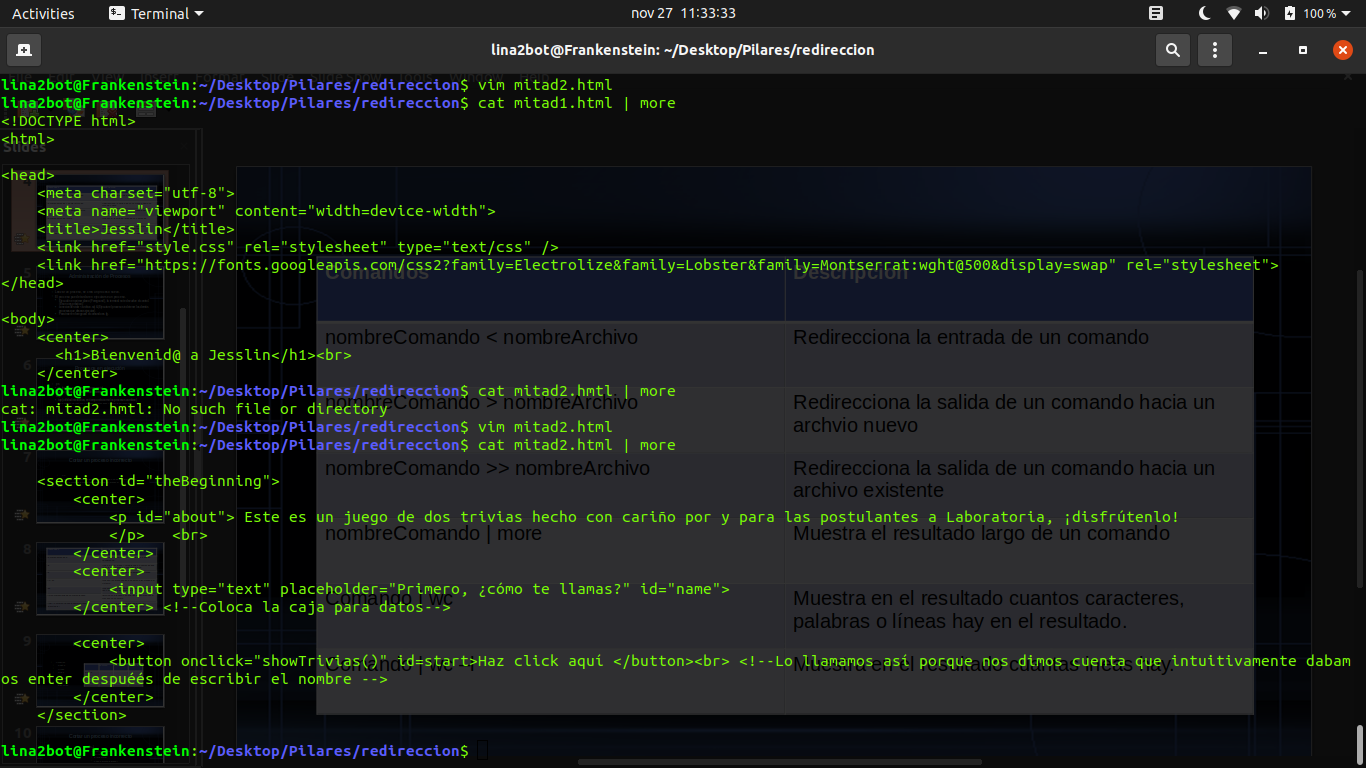 Activities
Terminal
nov 27 11:33:33
100 %
lina2bot@Frankenstein: ~/Desktop/Pilares/redireccion
lina2bot@Frankenstein:~/Desktop/Pilares/redireccion$ vim mitad2.html
lina2bot@Frankenstein:~/Desktop/Pilares/redireccion$ cat mitad1.html | more
<!DOCTYPE html>
<html>
Slides
<head>
<meta charset="utf-8">
<meta name="viewport" content="width=device-width">
<title>Jesslin</title>
<link href="style.css" rel="stylesheet" type="text/css" />
<link href="https://fonts.googleapis.com/css2?family=Electrolize&family=Lobster&family=Montserrat:wght@500&display=swap" rel="stylesheet">
Comandos
Descripción
</head>
<body>
<center>
nombreComando < nombreArchivo
Redirecciona la entrada de un comando
<h1>Bienvenid@ a Jesslin</h1><br>
</center>
lina2bot@Frankenstein:~/Desktop/Pilares/redireccion$ cat mitad2.hmtl | more
nombreComando > nombreArchivo
Redirecciona la salida de un comando hacia un
archvio nuevo
cat: mitad2.hmtl: No such file or directory
lina2bot@Frankenstein:~/Desktop/Pilares/redireccion$ vim mitad2.html
lina2bot@Frankenstein:~/Desktop/Pilares/redireccion$ cat mitad2.html | more
nombreComando >> nombreArchivo
Redirecciona la salida de un comando hacia un
archivo existente
<section id="theBeginning">
<center>
<p id="about"> Este es un juego de dos trivias hecho con cariño por y para las postulantes a Laboratoria, ¡disfrútenlo!
</p> <br>
nombreComando | more
Muestra el resultado largo de un comando
</center>
<center>
<input type="text" placeholder="Primero, ¿cómo te llamas?" id="name">
</center> <!--Coloca la caja para datos-->
Comando | wc
Muestra en el resultado cuantos caracteres,
palabras o líneas hay en el resultado.
<center>
<button onclick="showTrivias()" id=start>Haz click aquí </button><br> <!--Lo llamamos así porque nos dimos cuenta que intuitivamente dabam
os enter despuéés de escribir el nombre -->
Muestra en el resultado cuantas líneas hay.
</center>
</section>
lina2bot@Frankenstein:~/Desktop/Pilares/redireccion$